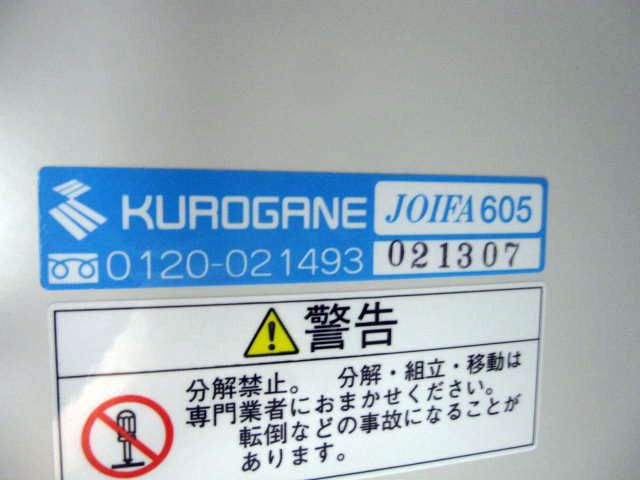 KUROGANE JOIFA 605
0120-021493 021307
警告
分解禁止。 分解・組立・移動は
専門業者におまかせください。
転倒などの事故になることが
あります。